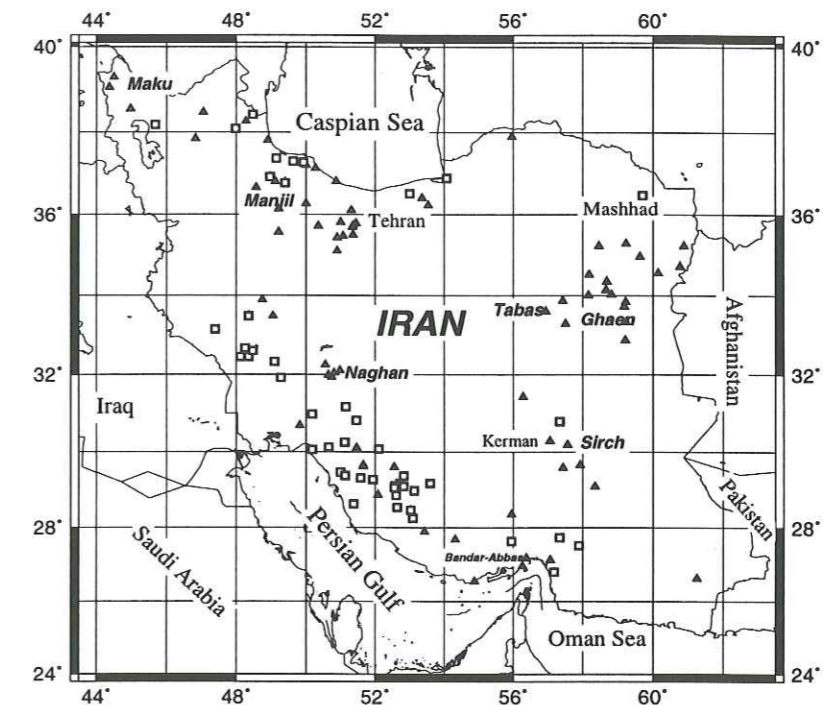 44° 48° 52° 56° 60°
40° 40°
Maku
Caspian Sea
Manjil
36° Tehran Mashhad 36°
Tabas Ghaen
IRAN
Afghanistan
32° Naghan 32°
Iraq
Kerman Sirch
Pakistan
28° 28°
Saudi Arabia
Persian Gulf
Bandar-Abbas
Oman Sea
24° 24°
44° 48° 52° 56° 60°